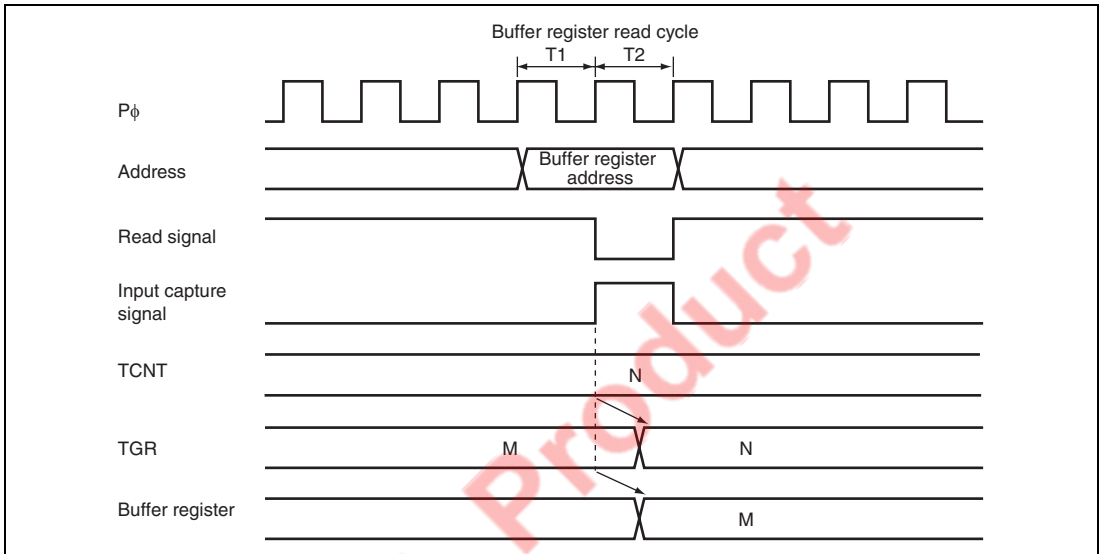 Buffer register read cycle
T1 T2
Pϕ
Address
Buffer register
address
Read signal
Input capture
signal
TCNT
N
TGR
M
N
Buffer register
M
Product